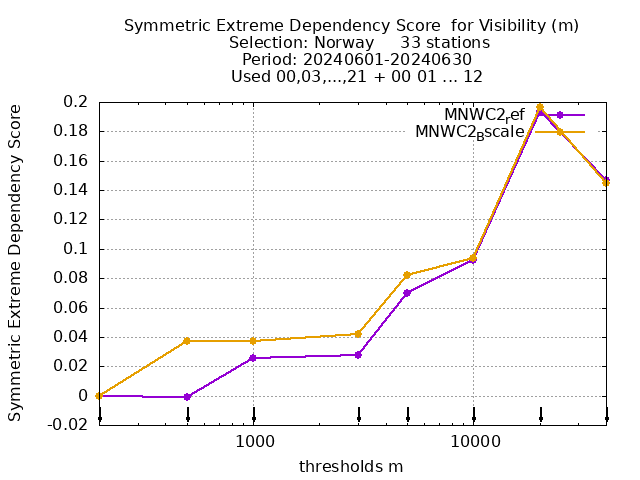 Symmetric Extreme Dependency Score  for Visibility (m)
Selection: Norway     33 stations
Period: 20240601-20240630
Used 00,03,...,21 + 00 01 ... 12
MNWC2ref
MNWC2Bscale
Symmetric Extreme Dependency Score
0.2
0.18
0.16
0.14
0.12
0.1
0.08
0.06
0.04
0.02
0
-0.02
1000
10000
thresholds m